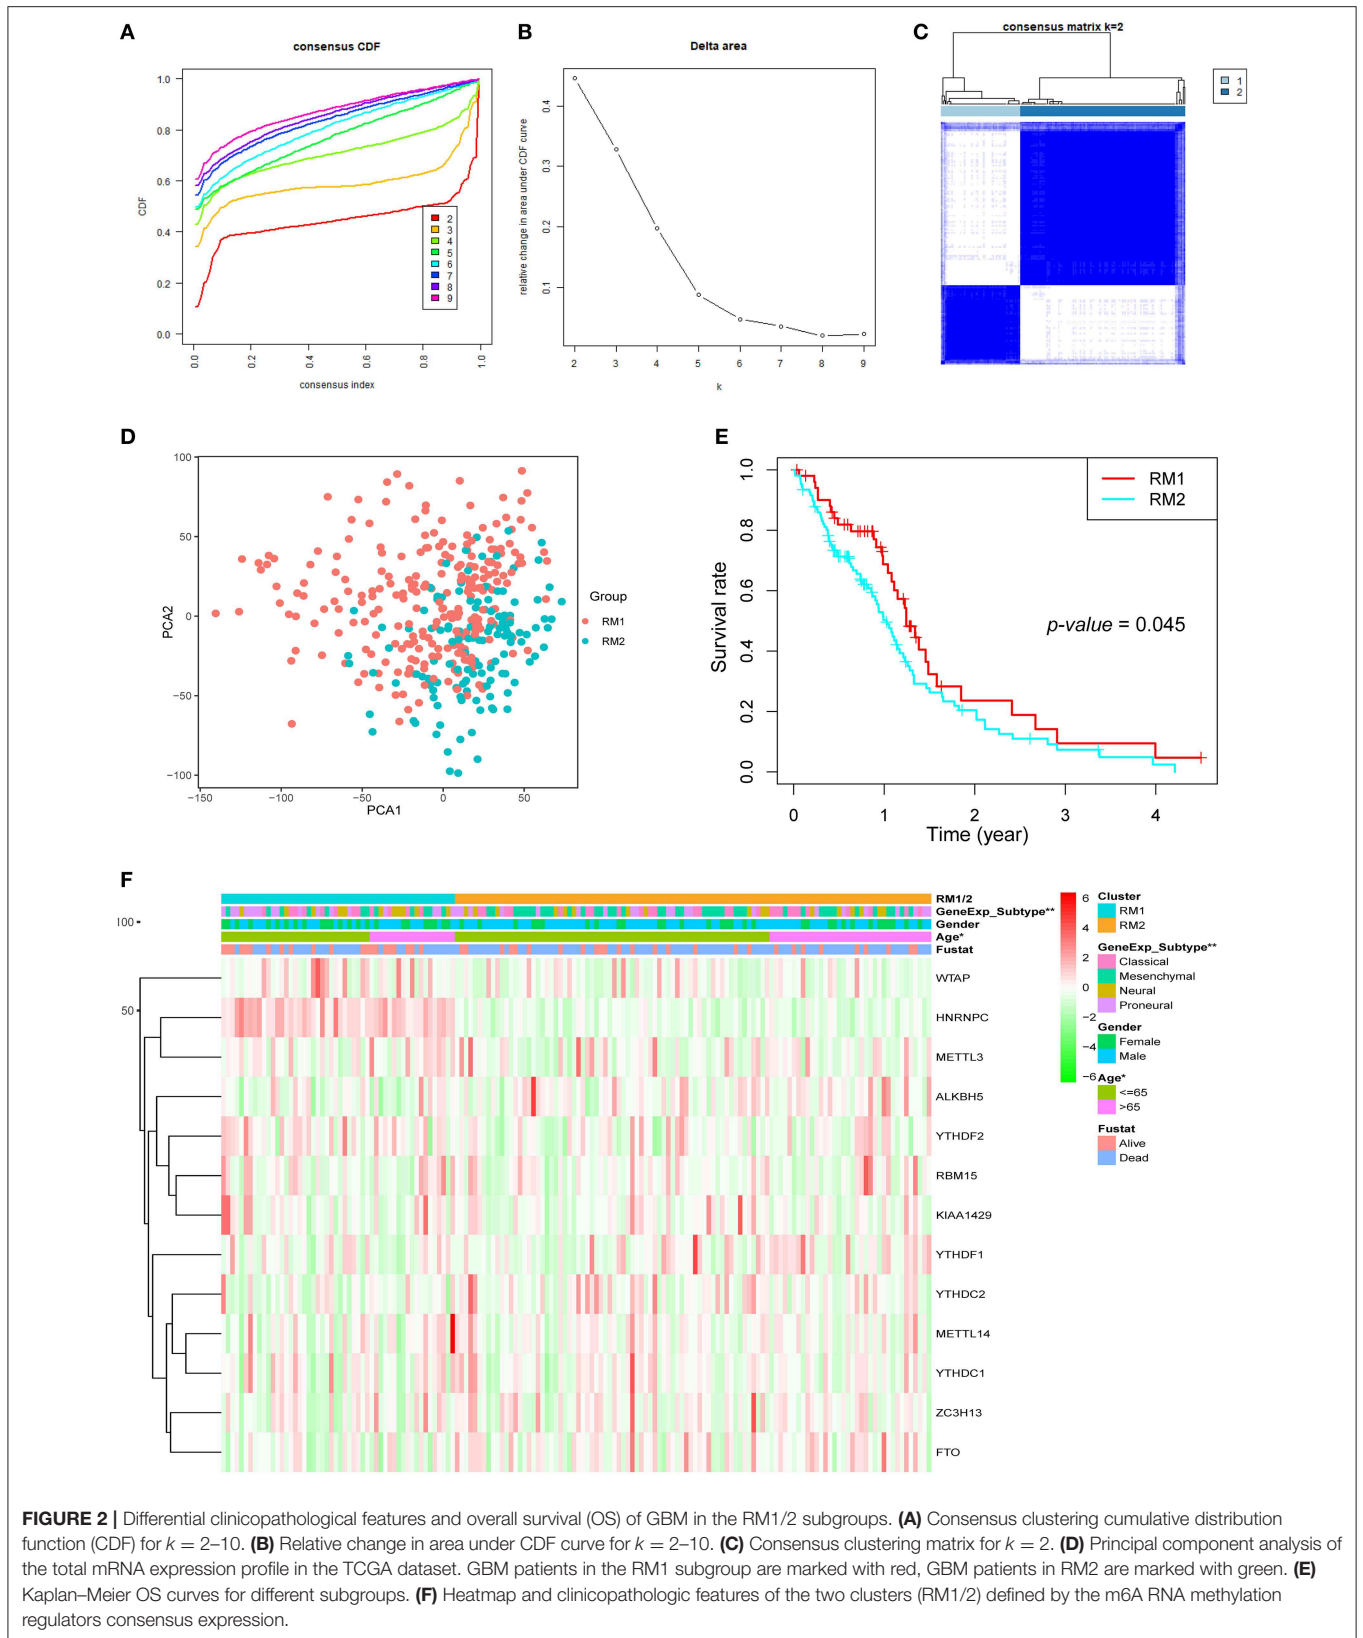 A
consensus CDF
CDF
1.0
0.8
0.6
0.4
0.2
0.0
2
3
4
5
6
7
8
9
0.0
0.2
0.4
0.6
0.8
1.0
consensus index
B
Delta area
relative change in area under CDF curve
0.4
0.3
0.2
0.1
2
3
4
5
6
7
8
9
k
C
consensus matrix k=2
1
2
D
100
50
0
−50
−100
PCA2
−150
−100
−50
0
50
PCA1
Group
RM1
RM2
E
Survival rate
1.0
0.8
0.6
0.4
0.2
0.0
RM1
RM2
p-value = 0.045
0
1
2
3
4
Time (year)
F
100
50
RM1/2
GeneExp_Subtype**
Gender
Age*
Fustat
WTAP
HNRNPC
METTL3
ALKBH5
YTHDF2
RBM15
KIAA1429
YTHDF1
YTHDC2
METTL14
YTHDC1
ZC3H13
FTO
6
4
2
0
−2
−4
−6
Cluster
RM1
RM2
GeneExp_Subtype**
Classical
Mesenchymal
Neural
Proneural
Gender
Female
Male
Age*
<=65
>65
Fustat
Alive
Dead
FIGURE 2 | Differential clinicopathological features and overall survival (OS) of GBM in the RM1/2 subgroups. (A) Consensus clustering cumulative distribution
function (CDF) for k = 2–10. (B) Relative change in area under CDF curve for k = 2–10. (C) Consensus clustering matrix for k = 2. (D) Principal component analysis of
the total mRNA expression profile in the TCGA dataset. GBM patients in the RM1 subgroup are marked with red, GBM patients in RM2 are marked with green. (E)
Kaplan–Meier OS curves for different subgroups. (F) Heatmap and clinicopathologic features of the two clusters (RM1/2) defined by the m6A RNA methylation
regulators consensus expression.